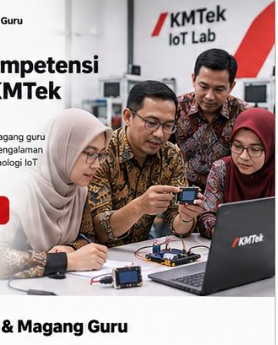 Guru
KMTek
IoT Lab
mpetensi
KMTek
agang guru
engalaman
nologi IoT
KMTek
& Magang Guru